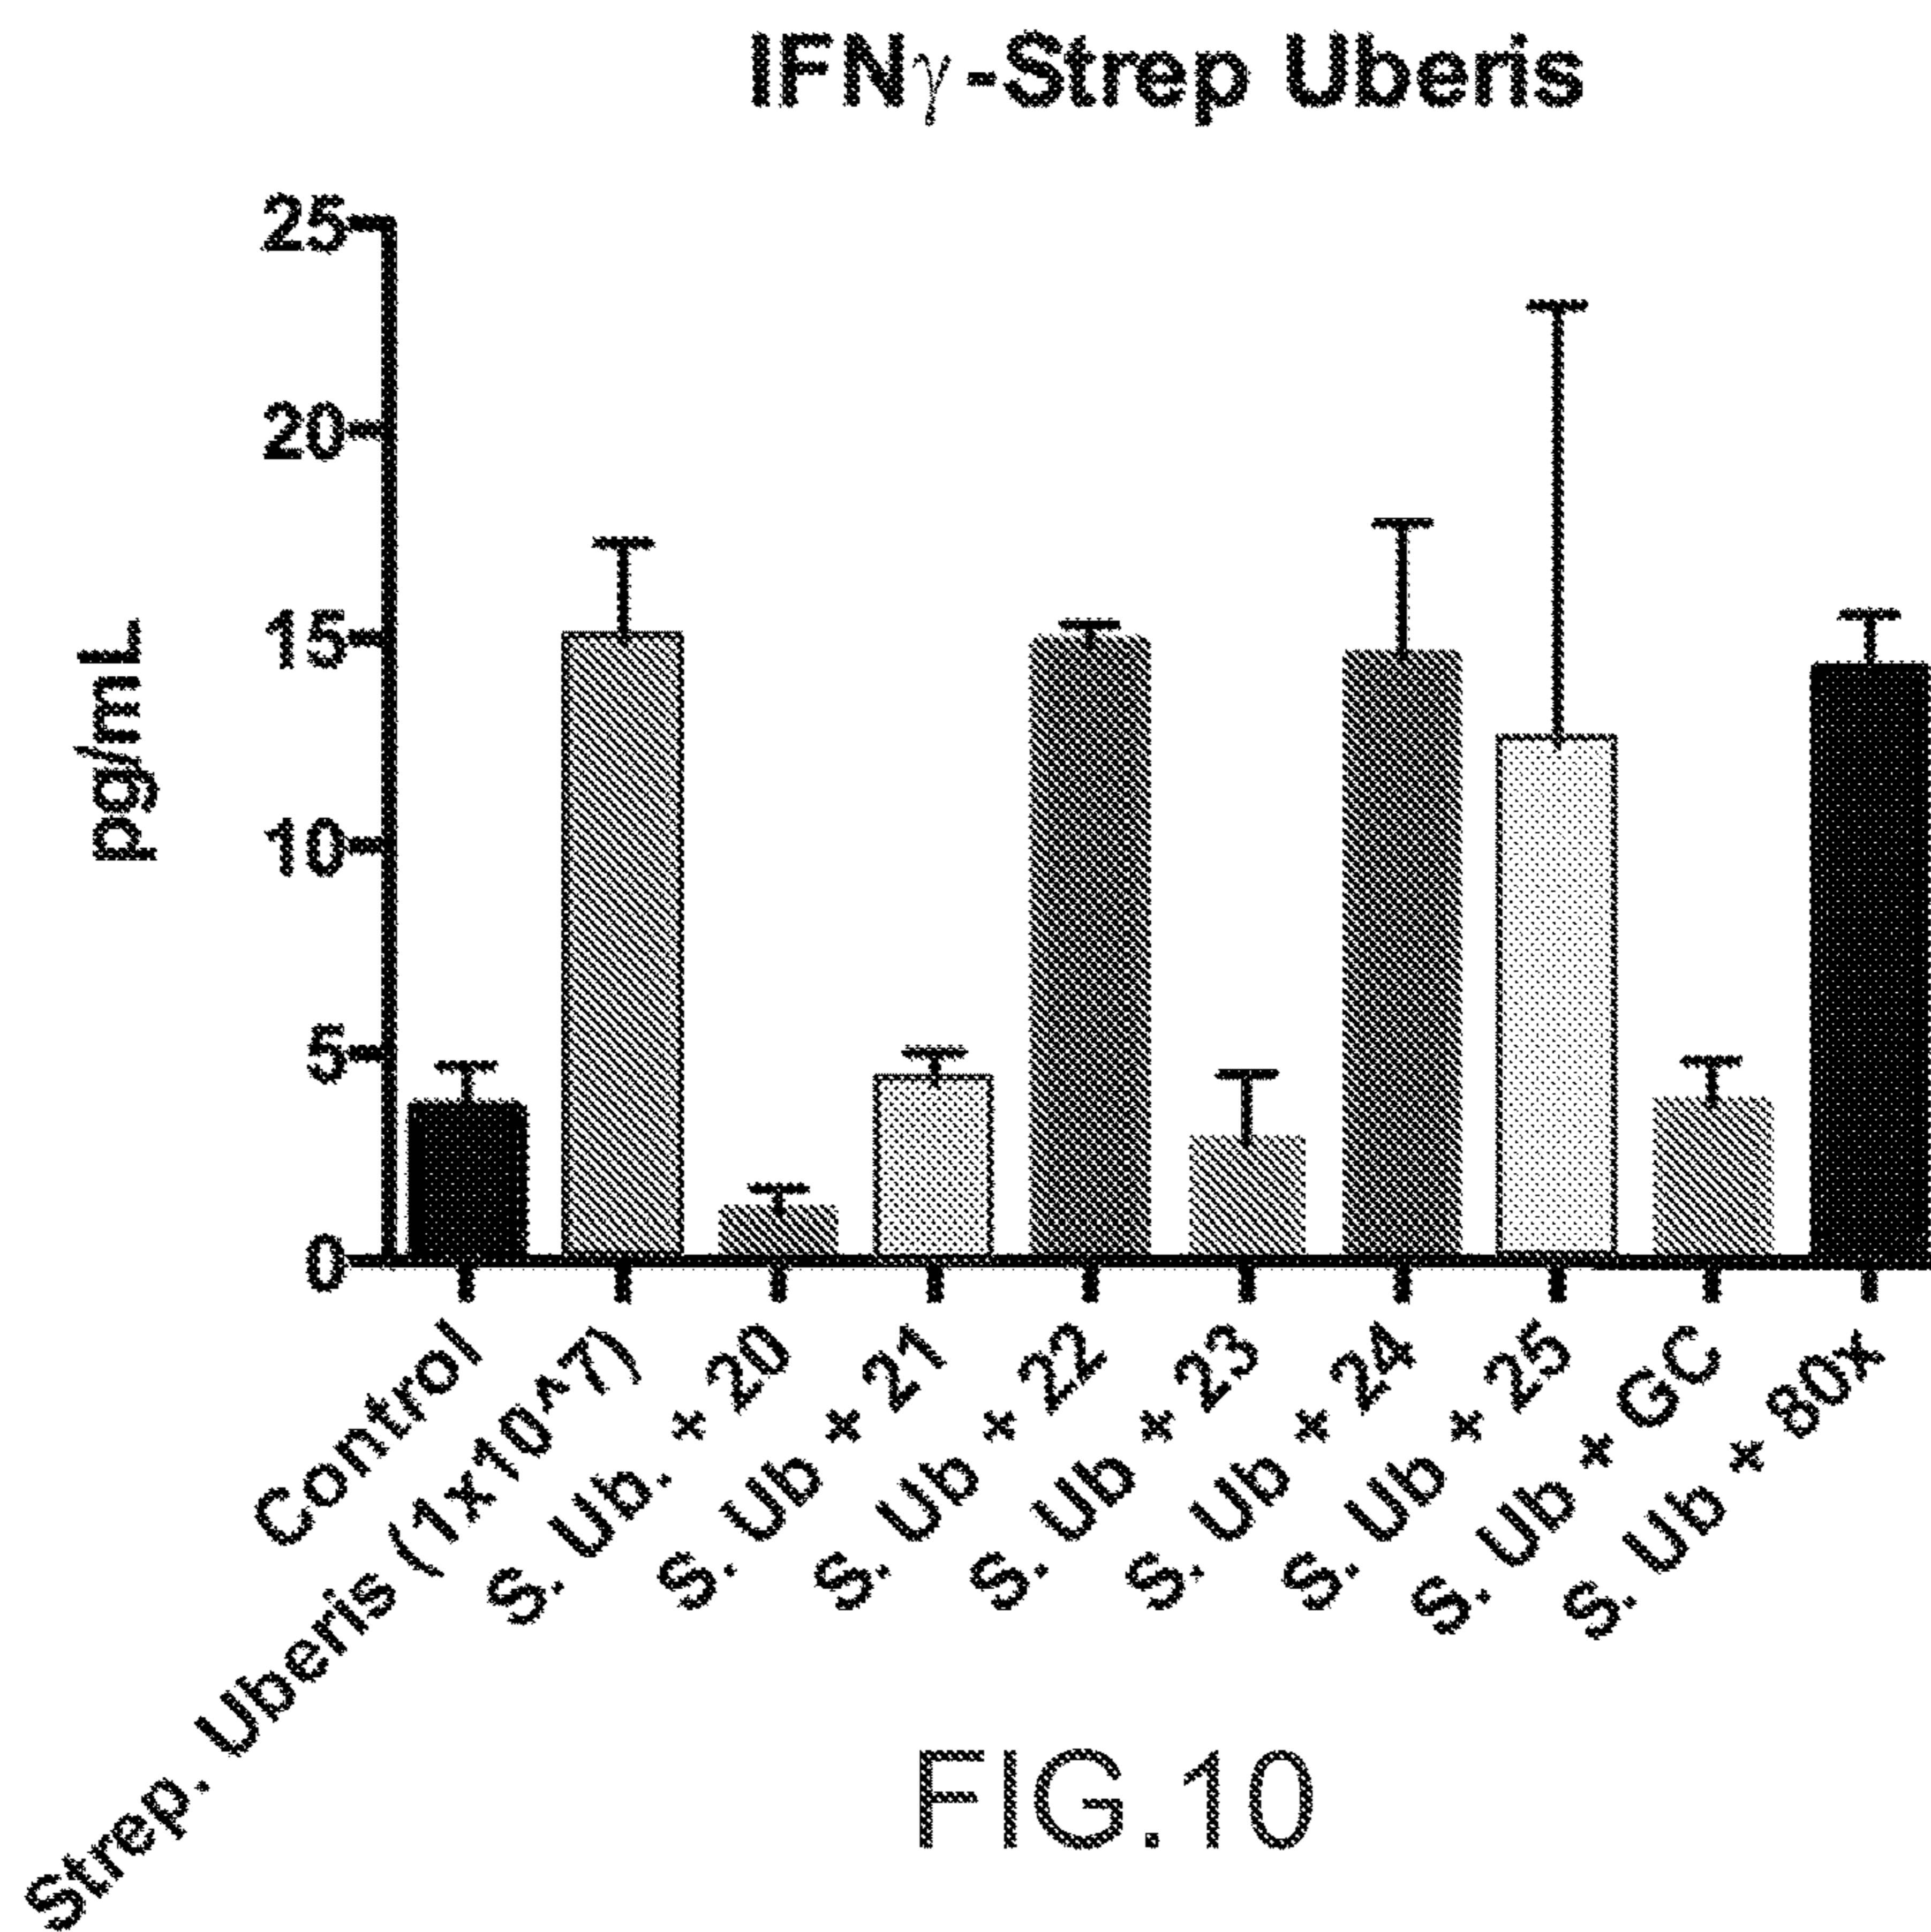 IFNγ-Strep Uberis
25
20
15
10
5
0
pg/mL
Control
Strep. Uberis (1x10^7)
S. Ub. + 20
S. Ub + 21
S. Ub + 22
S. Ub + 23
S. Ub + 24
S. Ub + 25
S. Ub + GC
S. Ub + 80x
FIG.10